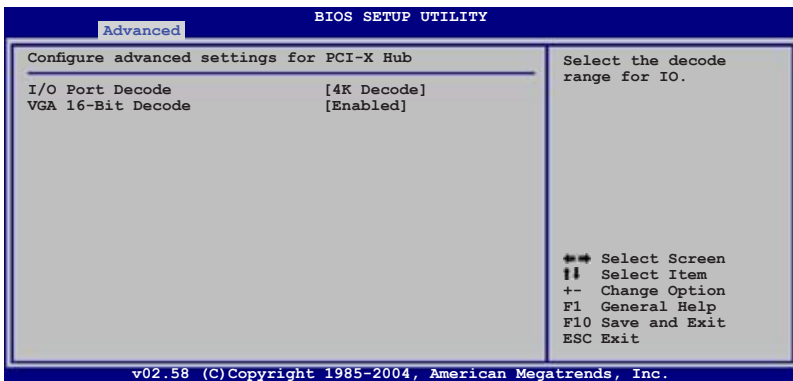 BIOS SETUP UTILITY
Advanced
Configure advanced settings for PCI-X Hub
I/O Port Decode [4K Decode]
VGA 16-Bit Decode [Enabled]
Select the decode
range for IO.
Select Screen
Select Item
+- Change Option
F1 General Help
F10 Save and Exit
ESC Exit
v02.58 (C)Copyright 1985-2004, American Megatrends, Inc.